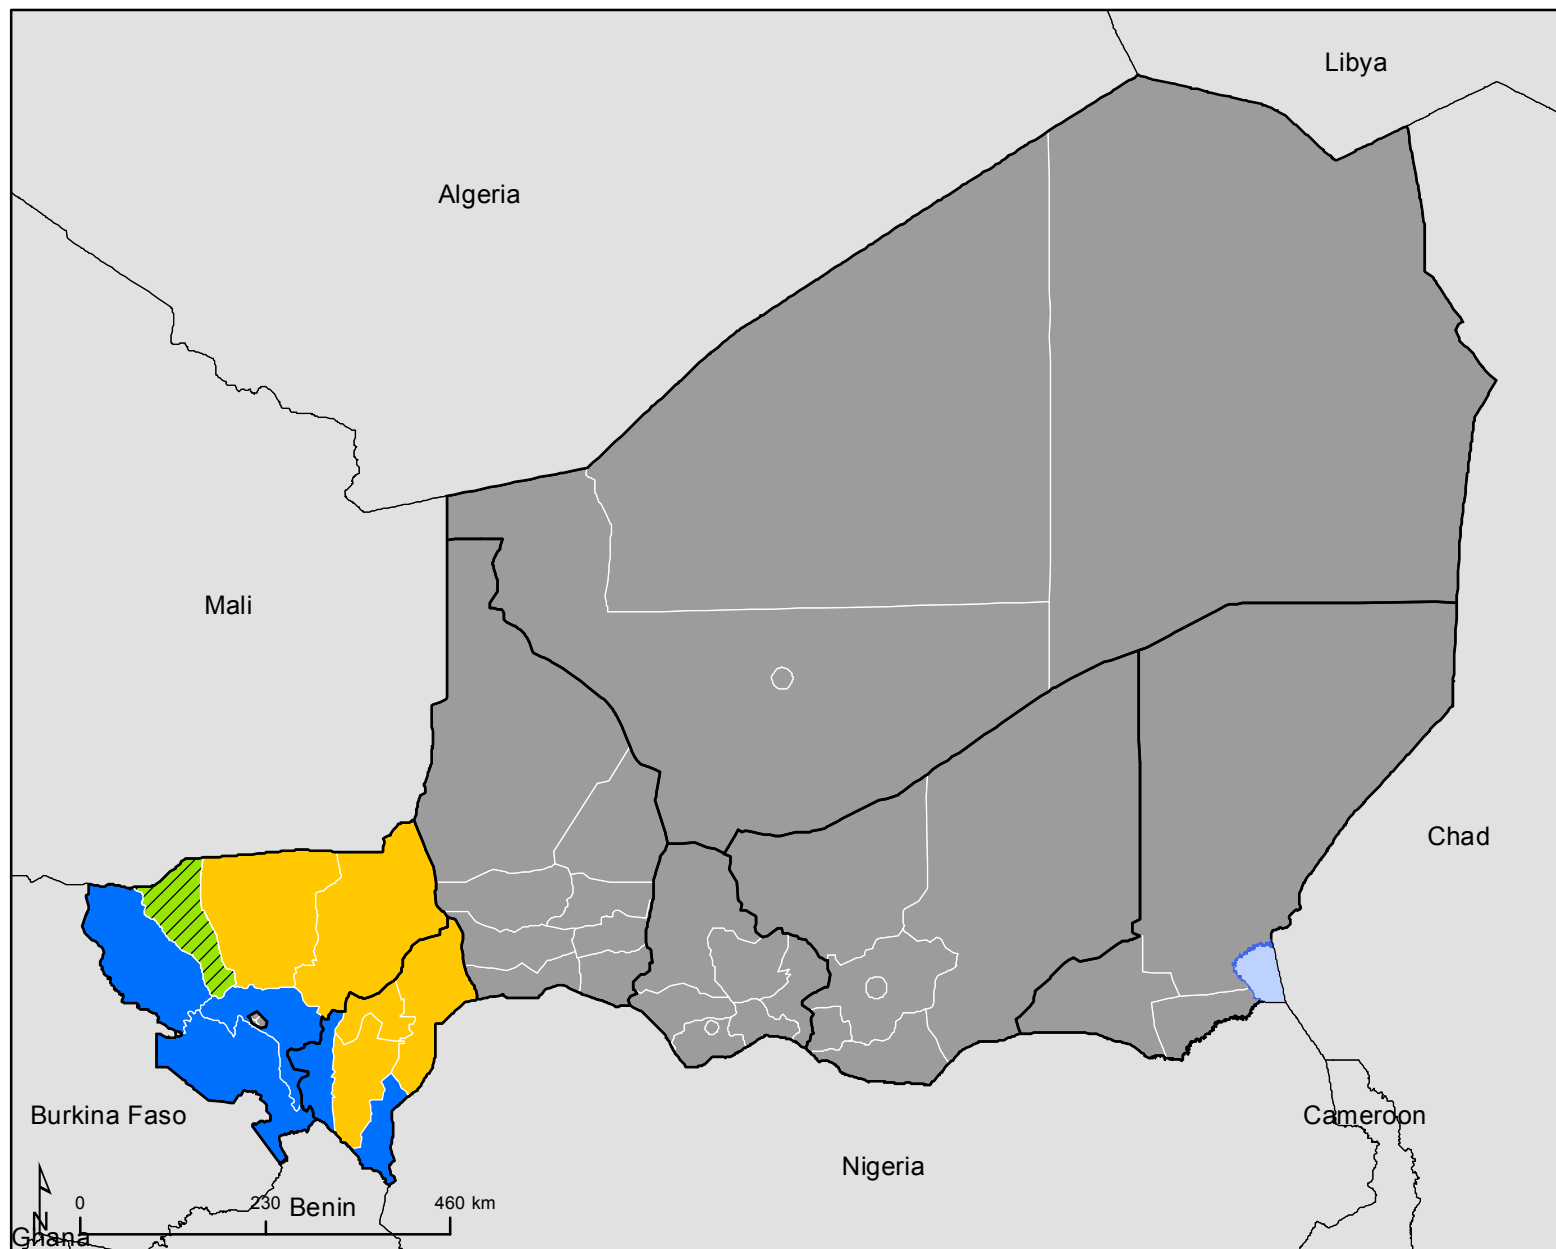 Libya
Algeria
Mali
Chad
Burkina Faso
Cameroon
Nigeria
0 230 460 km
Benin
N
Ghana